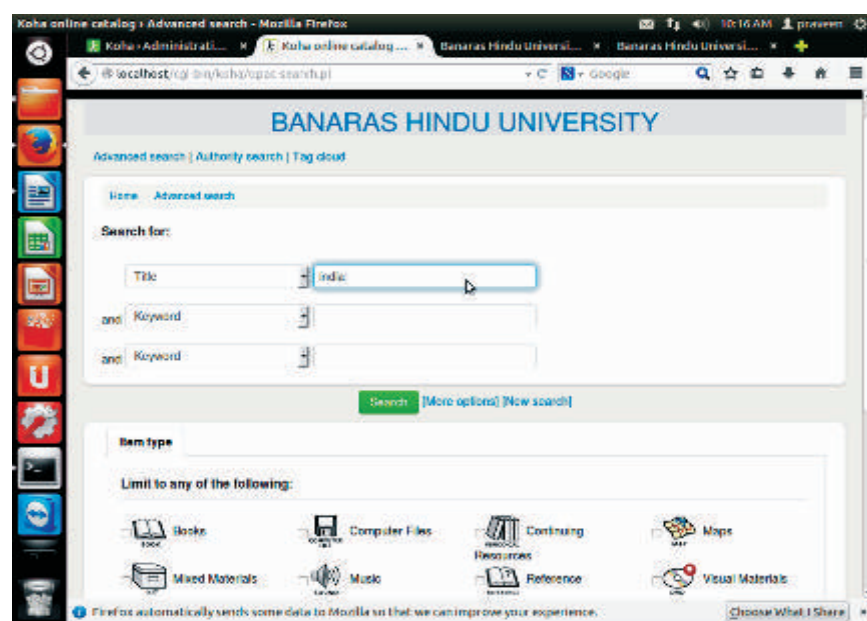 Koha online catalog › Advanced search - Mozilla Firefox 10:16 AM praveen
Koha › Administrati... Koha online catalog ... Banaras Hindu Universi... Banaras Hindu Universi...
localhost/cgi-bin/koha/opac-search.pl Google
BANARAS HINDU UNIVERSITY
Advanced search | Authority search | Tag cloud
Home Advanced search
Search for:
Title india
and Keyword
and Keyword
Search [More options] [New search]
Item type
Limit to any of the following:
Books Computer Files Continuing Resources Maps
Mixed Materials Music Reference Visual Materials
Firefox automatically sends some data to Mozilla so that we can improve your experience. Choose What I Share